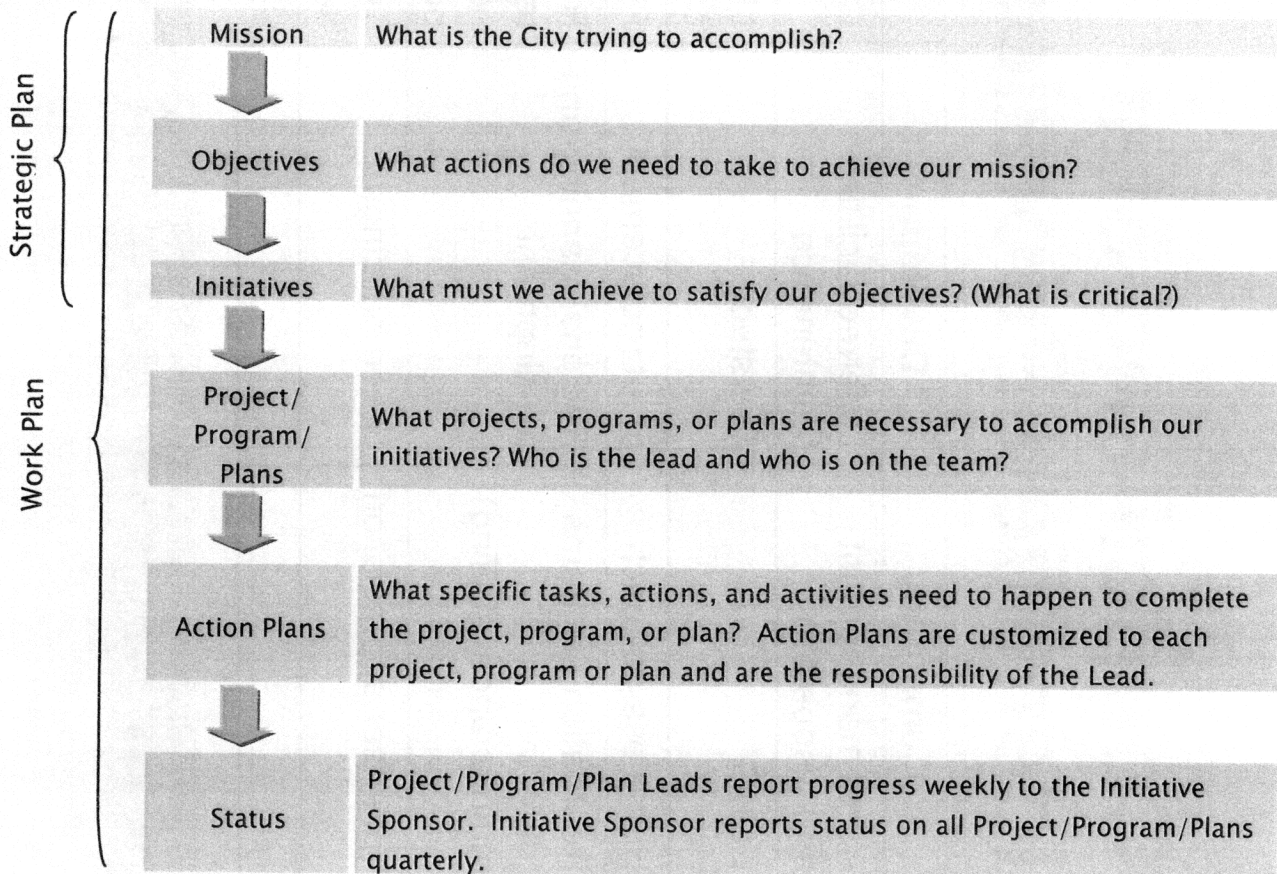 Strategic Plan
Work Plan
Mission
What is the City trying to accomplish?
Objectives
What actions do we need to take to achieve our mission?
Initiatives
What must we achieve to satisfy our objectives? (What is critical?)
Project/
Program/
Plans
What projects, programs, or plans are necessary to accomplish our
initiatives? Who is the lead and who is on the team?
Action Plans
What specific tasks, actions, and activities need to happen to complete
the project, program, or plan? Action Plans are customized to each
project, program or plan and are the responsibility of the Lead.
Status
Project/Program/Plan Leads report progress weekly to the Initiative
Sponsor. Initiative Sponsor reports status on all Project/Program/Plans
quarterly.